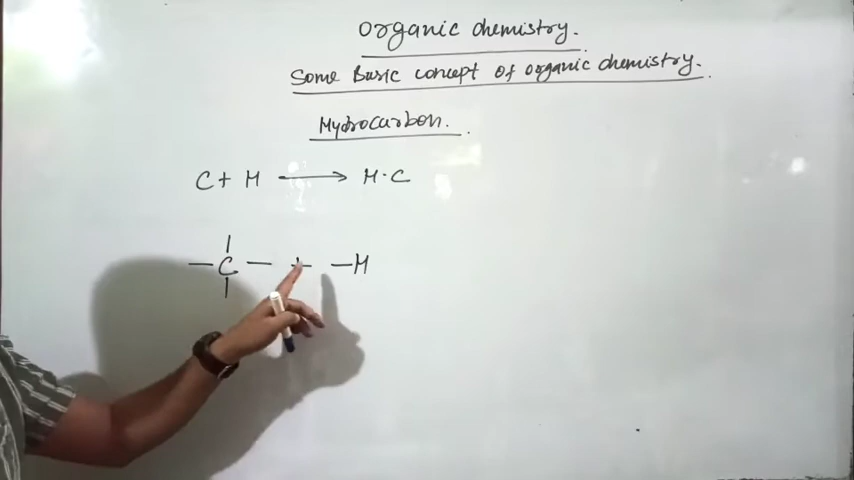 Organic chemistry.
Some Basic concept of organic chemistry.
Hydrocarbon.
C + H ⟶ H.C
— C — + — H